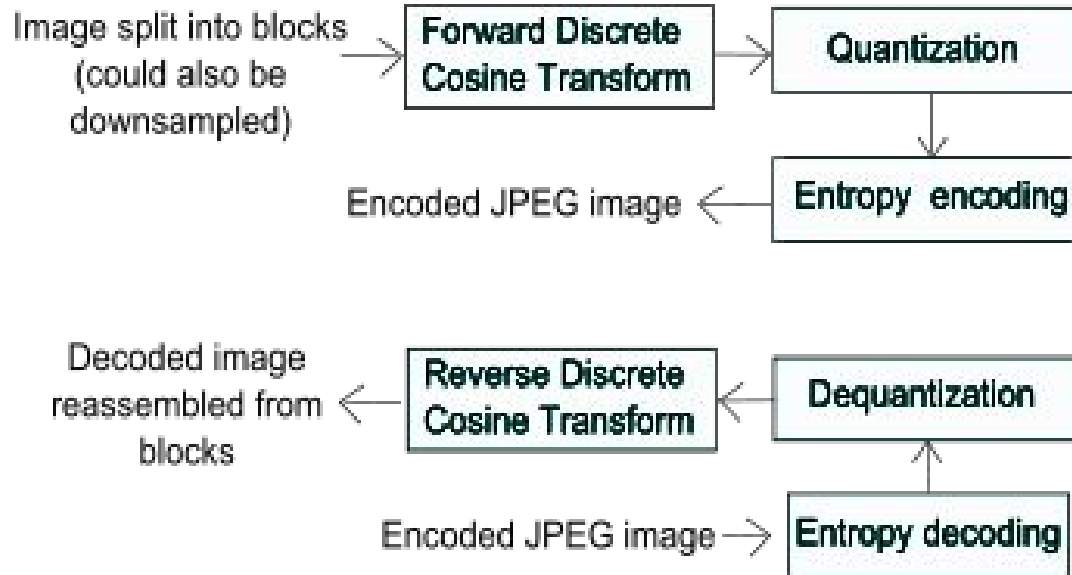 Image split into blocks
(could also be
downsampled)
Forward Discrete
Cosine Transform
Quantization
Encoded JPEG image
Entropy encoding
Decoded image
reassembled from
blocks
Reverse Discrete
Cosine Transform
Dequantization
Encoded JPEG image
Entropy decoding